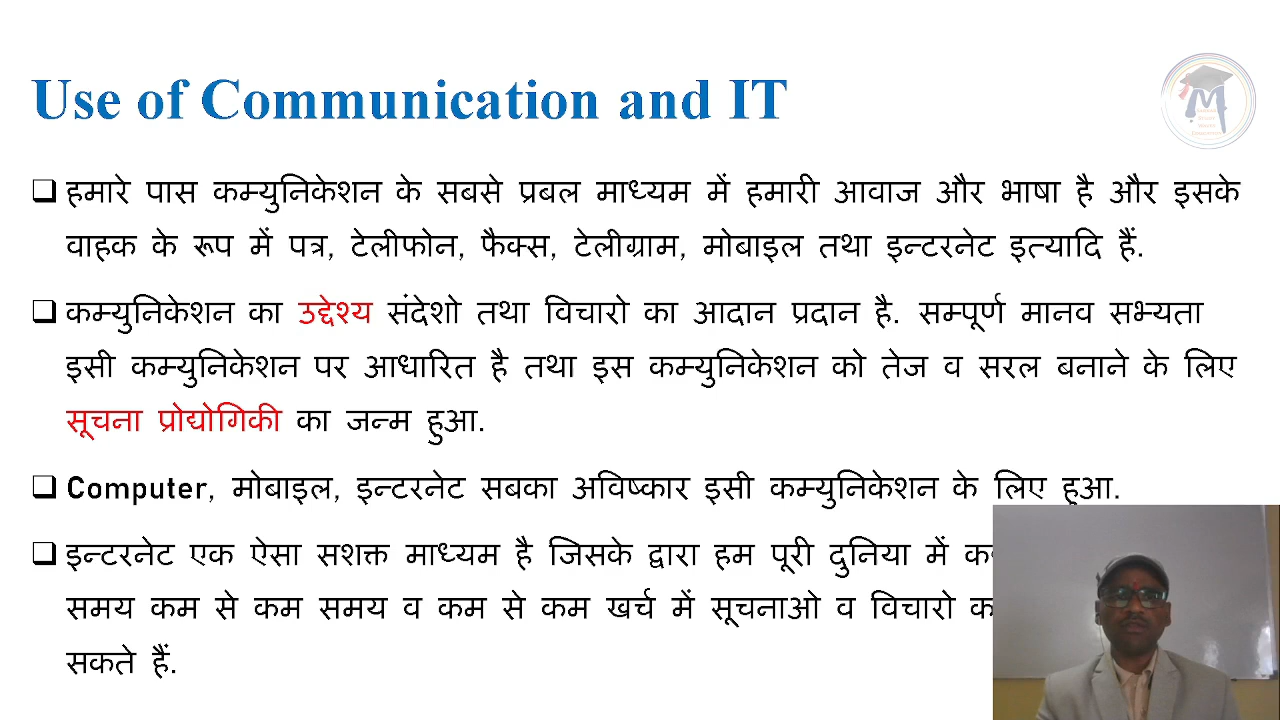 Use of Communication and IT
M
❑ हमारे पास कम्युनिकेशन के सबसे प्रबल माध्यम में हमारी आवाज और भाषा है और इसके
वाहक के रूप में पत्र, टेलीफोन, फैक्स, टेलीग्राम, मोबाइल तथा इन्टरनेट इत्यादि हैं.
❑ कम्युनिकेशन का उद्देश्य संदेशो तथा विचारो का आदान प्रदान है. सम्पूर्ण मानव सभ्यता
इसी कम्युनिकेशन पर आधारित है तथा इस कम्युनिकेशन को तेज व सरल बनाने के लिए
सूचना प्रोद्योगिकी का जन्म हुआ.
❑ Computer, मोबाइल, इन्टरनेट सबका अविष्कार इसी कम्युनिकेशन के लिए हुआ.
❑ इन्टरनेट एक ऐसा सशक्त माध्यम है जिसके द्वारा हम पूरी दुनिया में
समय कम से कम समय व कम से कम खर्च में सूचनाओ व विचारो
सकते हैं.